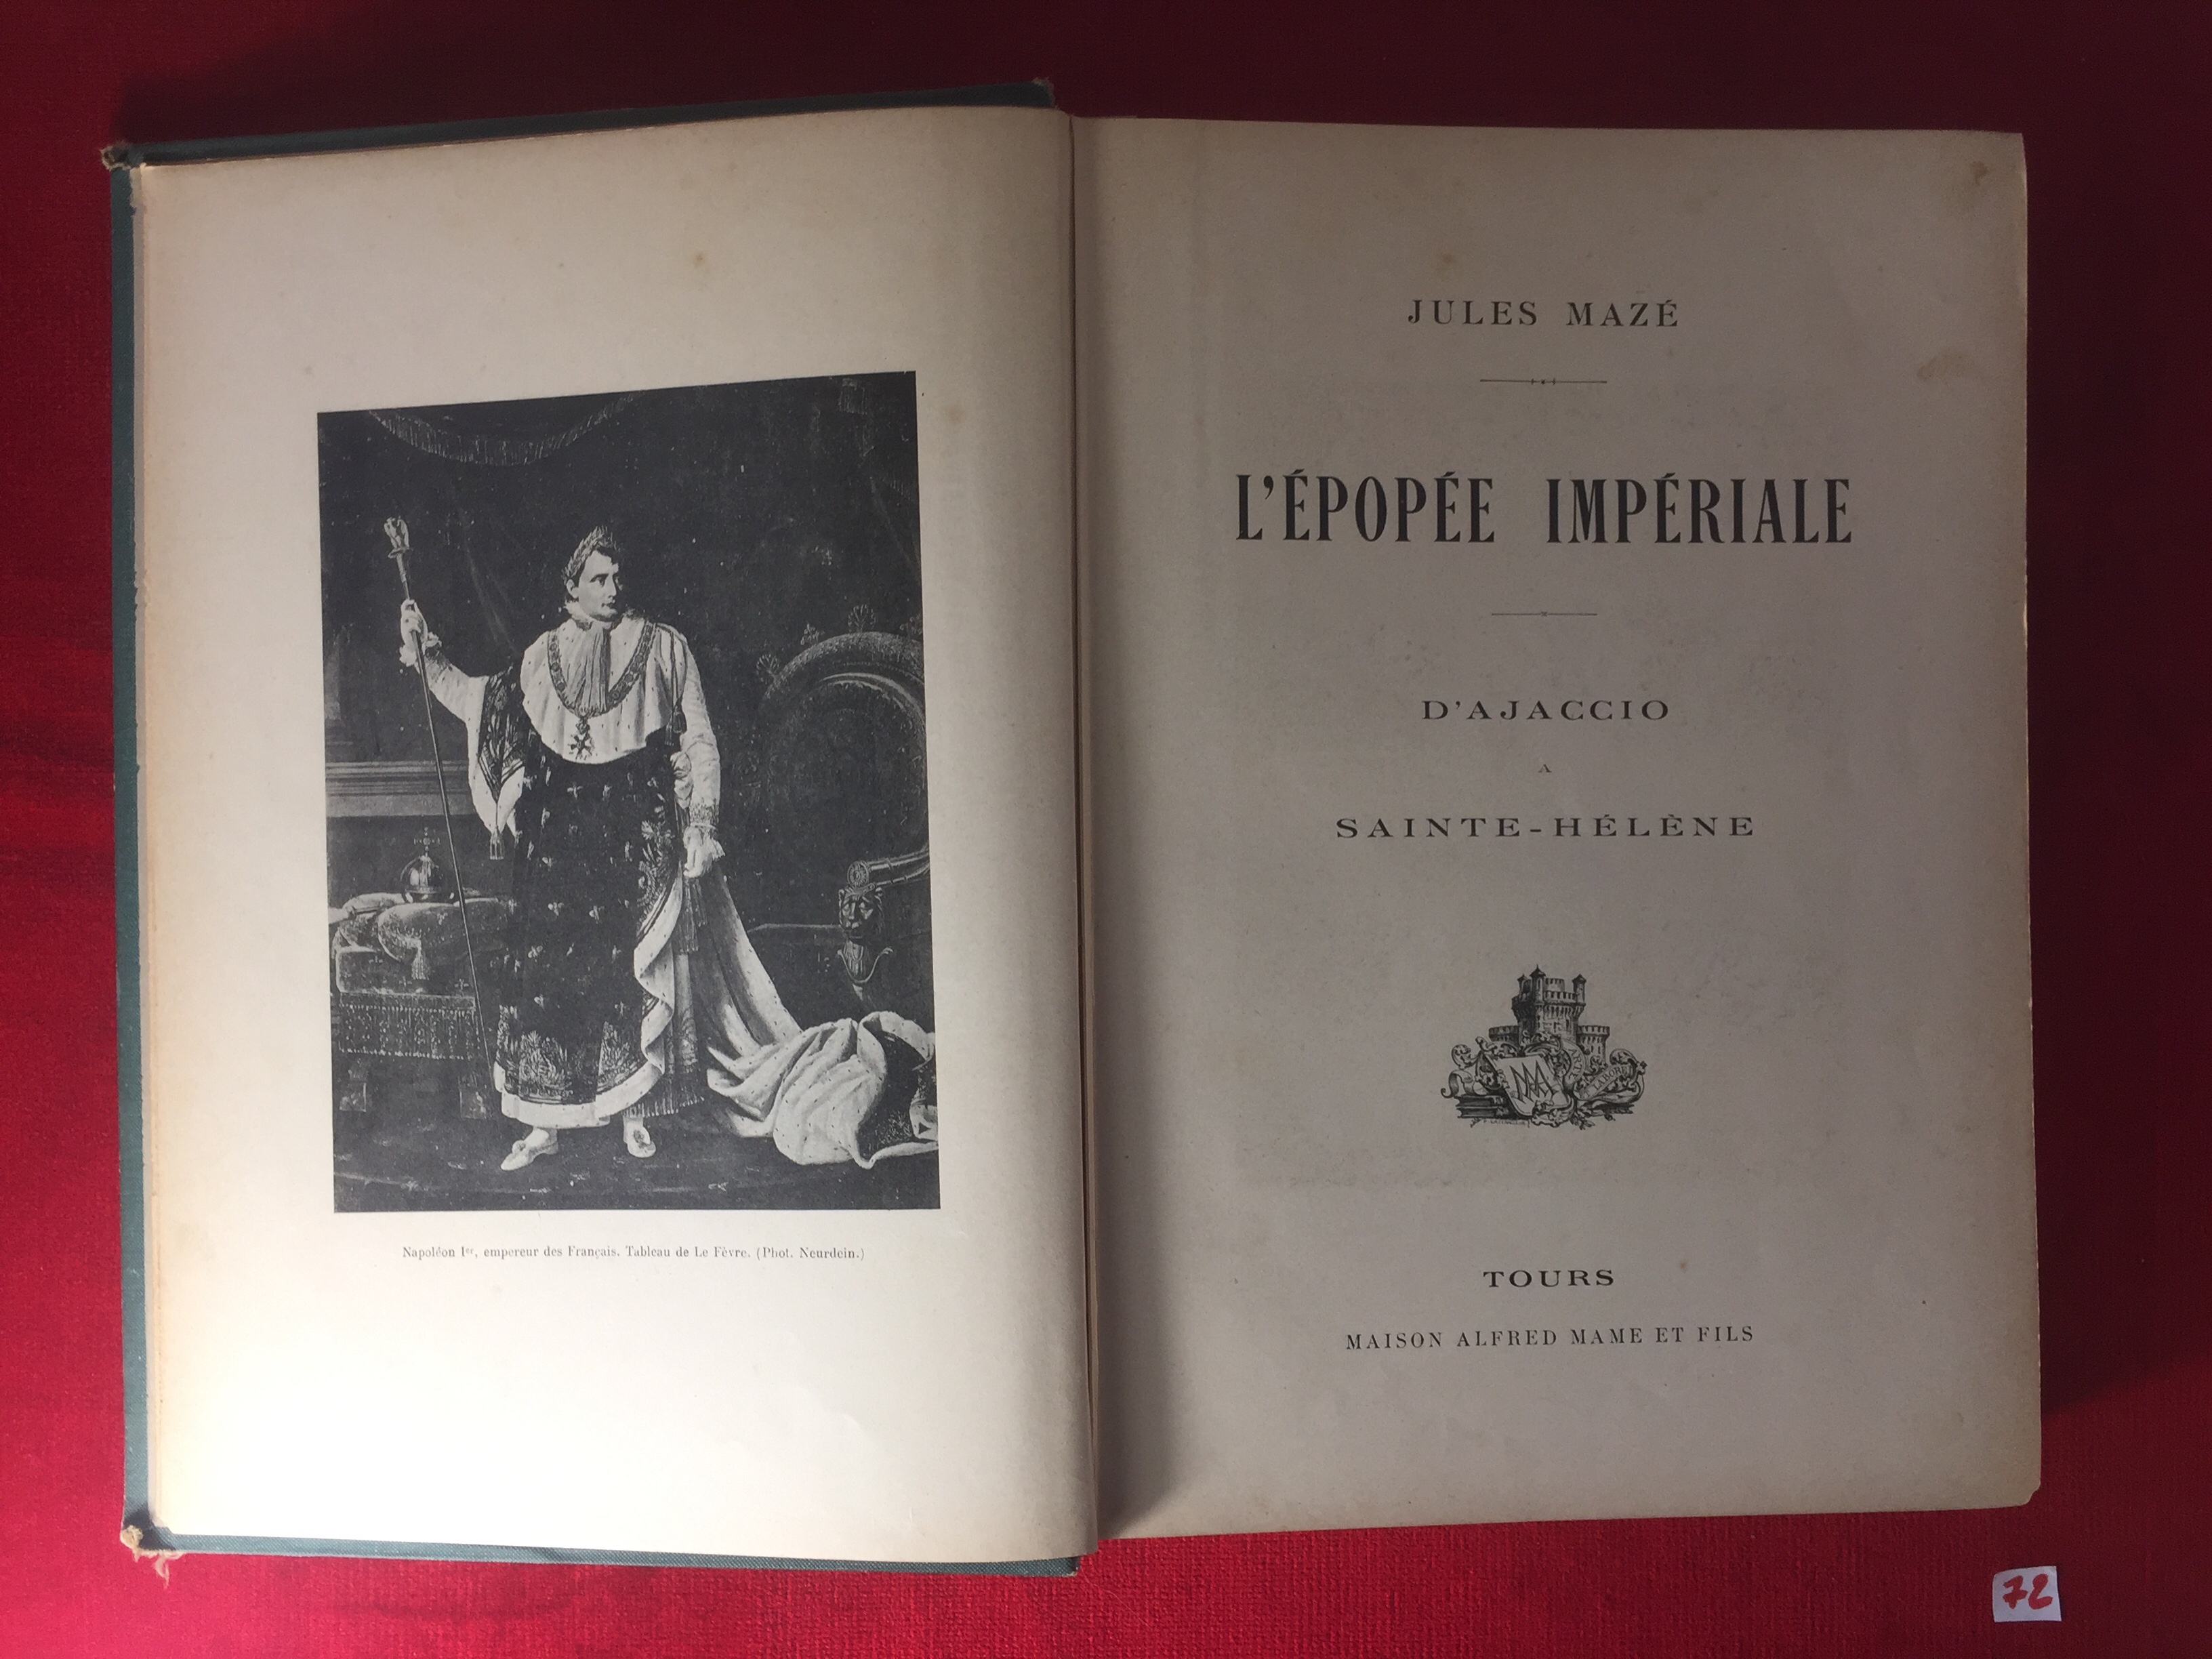 Napoléon Ier, empereur des Français. Tableau de Le Fèvre. (Phot. Neurdein.)
JULES MAZÉ
L'ÉPOPÉE IMPÉRIALE
D'AJACCIO
A
SAINTE-HÉLÈNE
LABORE
TOURS
MAISON ALFRED MAME ET FILS
72